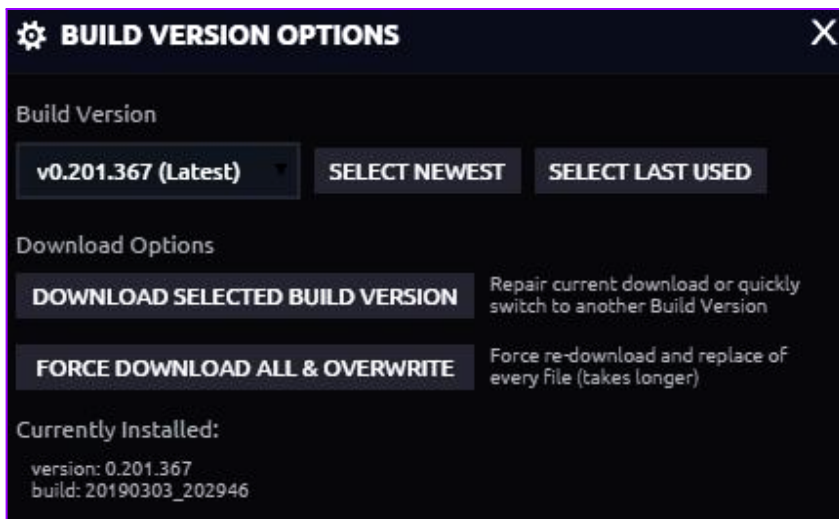 BUILD VERSION OPTIONS
Build Version
v0.201.367 (Latest)
SELECT NEWEST
SELECT LAST USED
Download Options
DOWNLOAD SELECTED BUILD VERSION
Repair current download or quickly
switch to another Build Version
FORCE DOWNLOAD ALL & OVERWRITE
Force re-download and replace of
every file (takes longer)
Currently Installed:
version: 0.201.367
build: 20190303_202946